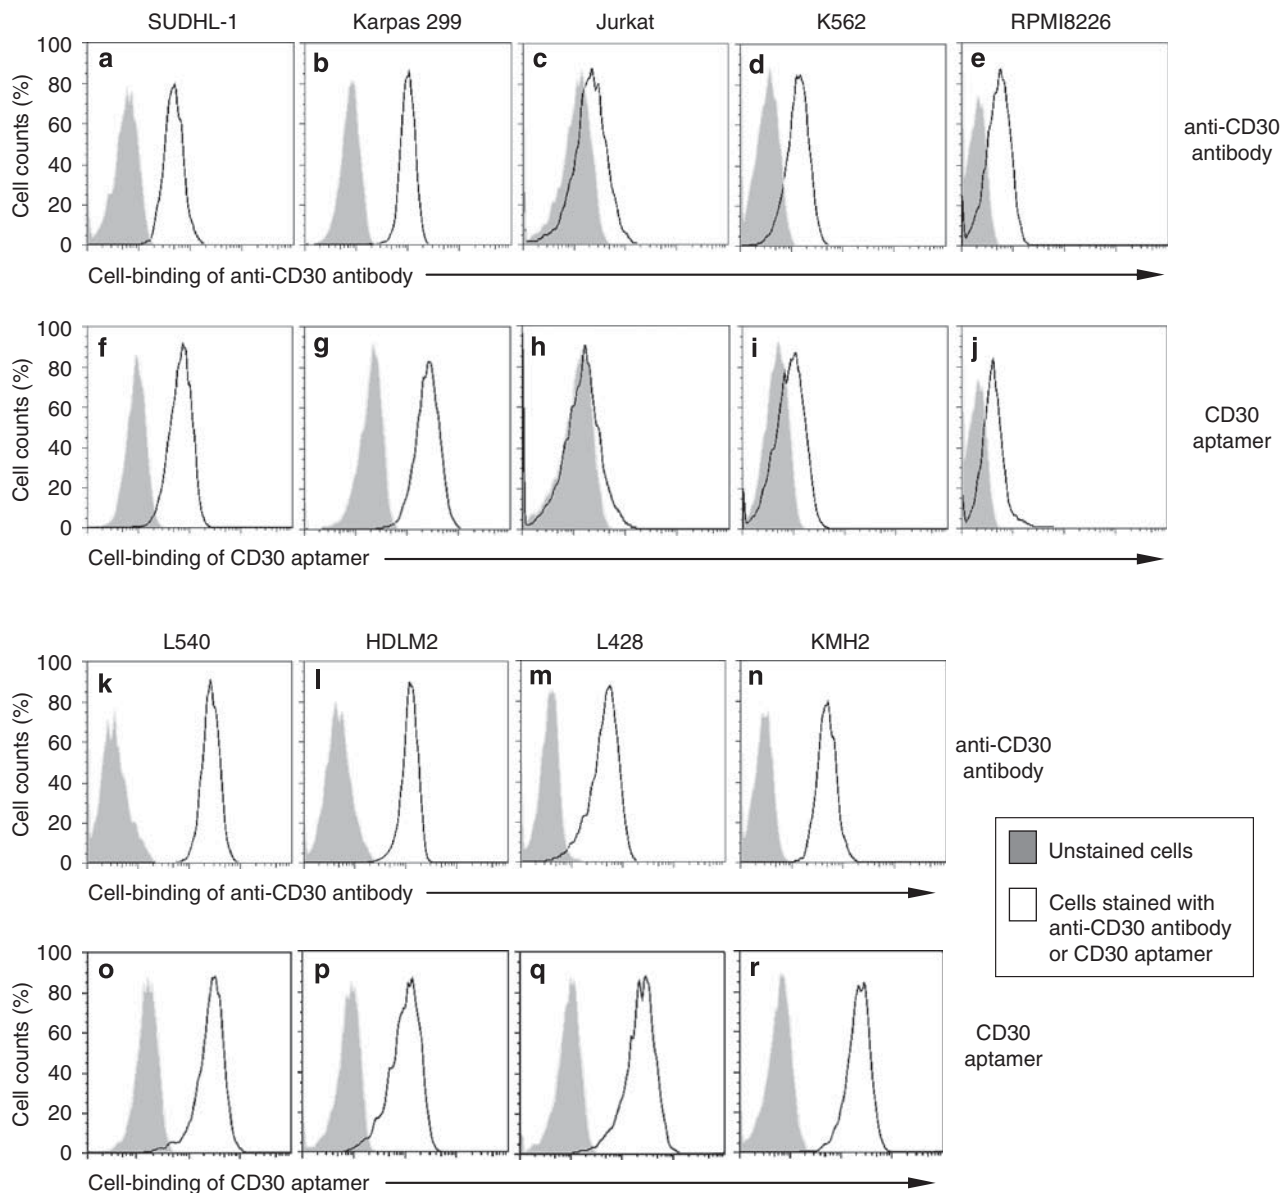 SUDHL-1 Karpas 299 Jurkat K562 RPMI8226
100
80
60
40
20
0
Cell counts (%)
a b c d e
anti-CD30
antibody
Cell-binding of anti-CD30 antibody
100
80
60
40
20
0
Cell counts (%)
f g h i j
CD30
aptamer
Cell-binding of CD30 aptamer
L540 HDLM2 L428 KMH2
100
80
60
40
20
0
Cell counts (%)
k l m n
anti-CD30
antibody
Cell-binding of anti-CD30 antibody
Unstained cells
Cells stained with
anti-CD30 antibody
or CD30 aptamer
100
80
60
40
20
0
Cell counts (%)
o p q r
CD30
aptamer
Cell-binding of CD30 aptamer